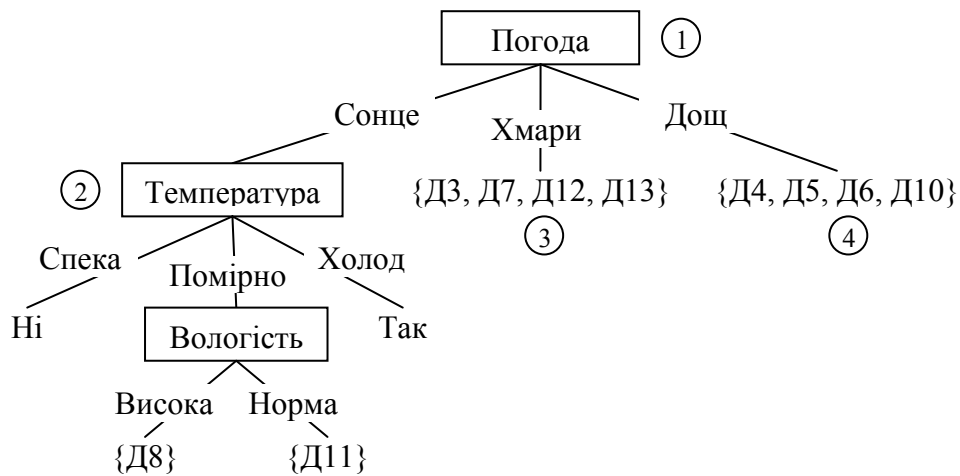 Погода 1
Сонце Хмари Дощ
2 Температура {Д3, Д7, Д12, Д13} {Д4, Д5, Д6, Д10}
3 4
Спека Помірно Холод
Ні Вологість Так
Висока Норма
{Д8} {Д11}